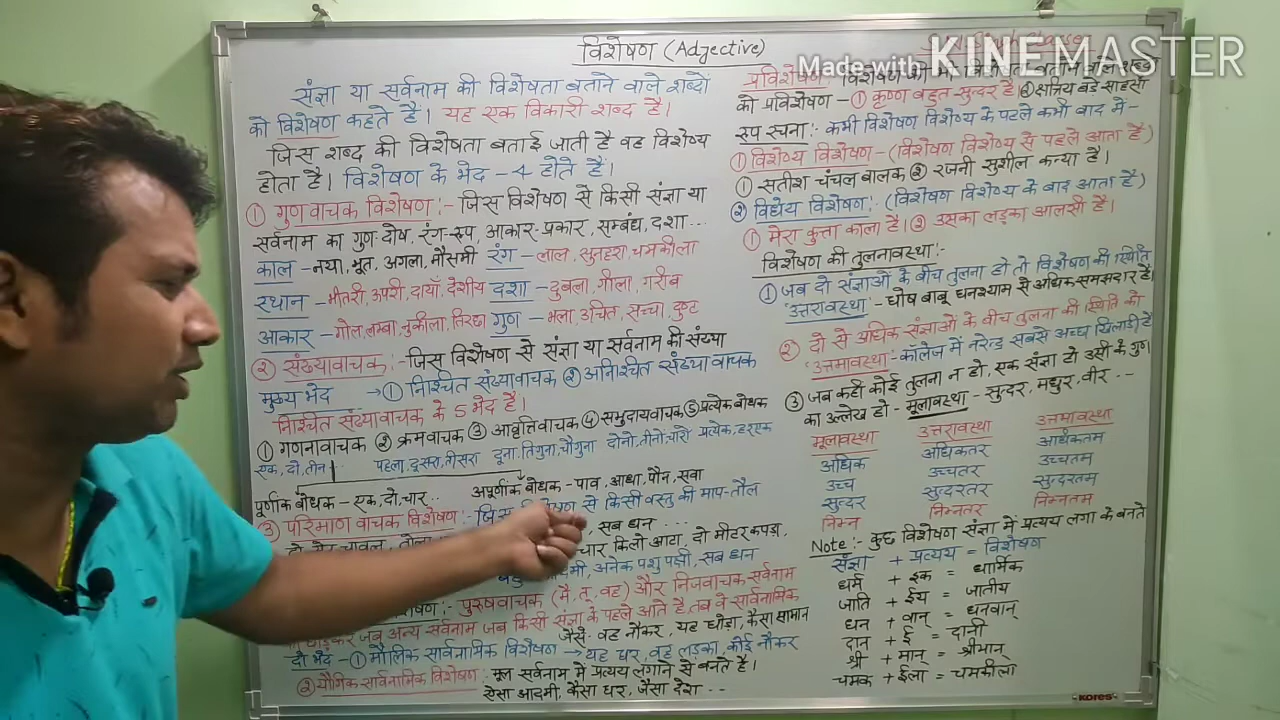 विशेषण (Adjective)
Made with KINEMASTER
संज्ञा या सर्वनाम की विशेषता बताने वाले शब्दों
को विशेषण कहते है। यह एक विकारी शब्द है।
जिस शब्द की विशेषता बताई जाती है वह विशेष्य
होता है। विशेषण के भेद - 4 होते हैं।
① गुणवाचक विशेषण :- जिस विशेषण से किसी संज्ञा या
सर्वनाम का गुण-दोष, रंग-रूप, आकार-प्रकार, सम्बंध, दशा ...
काल - नया, भूत, अगला, मौसमी रंग - लाल, सुनहरा, चमकीला
स्थान - भीतरी, ऊपरी, दायाँ, देशीय दशा - दुबला, गीला, गरीब
आकार - गोल, लम्बा, नुकीला, तिरछा गुण - भला, उचित, सच्चा, दुष्ट
② संख्यावाचक :- जिस विशेषण से संज्ञा या सर्वनाम की संख्या
मुख्य भेद → ① निश्चित संख्यावाचक ② अनिश्चित संख्या वाचक
निश्चित संख्यावाचक के 5 भेद हैं।
① गणनावाचक ② क्रमवाचक ③ आवृत्तिवाचक ④ समुदायवाचक ⑤ प्रत्येक बोधक
एक, दो, तीन पहला, दूसरा, तीसरा दूना, तिगुना, चौगुना दोनो, तीनो, चारो प्रत्येक, हरएक
पूर्णांक बोधक - एक, दो, चार .. अपूर्णांक बोधक - पाव, आधा, पौन, सवा
③ परिमाण वाचक विशेषण :- जिस से किसी वस्तु की माप-तौल
, सब धन ...
चावल, चार किलो आटा, दो मीटर कपड़ा,
अनेक पशु पक्षी, सब धन
पुरुषवाचक (मैं, तू, वह) और निजवाचक सर्वनाम
जब अन्य सर्वनाम जब किसी संज्ञा के पहले आते है, तब वे सार्वनामिक
जैसे- वह नौकर, यह घोड़ा, कैसा सामान
दो भेद - ① मौलिक सार्वनामिक विशेषण → यह घर, वह लड़का, कोई नौकर
② यौगिक सार्वनामिक विशेषण : मूल सर्वनाम में प्रत्यय लगाने से बनते है।
ऐसा आदमी, कैसा घर, जैसा देश ..
प्रविशेषण
को प्रविशेषण - ① कृष्ण बहुत सुन्दर है। ② क्षत्रिय बड़े साहसी
रूप रचना :- कभी विशेषण विशेष्य के पहले कभी बाद में -
① विशेष्य विशेषण - (विशेषण विशेष्य से पहले आता है)
① सतीश चंचल बालक ② रजनी सुशील कन्या है।
② विधेय विशेषण :- (विशेषण विशेष्य के बाद आता है)
① मेरा कुत्ता काला है। ② उसका लड़का आलसी है।
विशेषण की तुलनावस्था :-
① जब दो संज्ञाओं के बीच तुलना हो तो विशेषण की स्थिति
उत्तरावस्था - घोष बाबू घनश्याम से अधिक समझदार है।
② दो से अधिक संज्ञाओं के बीच तुलना की स्थिति को
उत्तमावस्था :- कॉलेज में नरेन्द्र सबसे अच्छा खिलाड़ी है
③ जब कही कोई तुलना न हो, एक संज्ञा हो उसी के गुण
का उल्लेख हो - मूलावस्था - सुन्दर, मधुर, वीर ...
मूलावस्था उत्तरावस्था उत्तमावस्था
अधिक अधिकतर अधिकतम
उच्च उच्चतर उच्चतम
सुन्दर सुन्दरतर सुन्दरतम
निम्न निम्नतर निम्नतम
Note :- कुछ विशेषण संज्ञा में प्रत्यय लगा के बनते
संज्ञा + प्रत्यय = विशेषण
धर्म + इक = धार्मिक
जाति + ईय = जातीय
धन + वान् = धनवान्
दान + ई = दानी
श्री + मान् = श्रीमान्
चमक + ईला = चमकीला
KORES